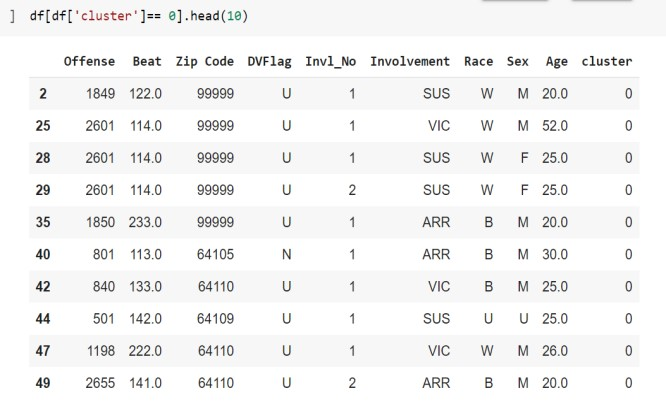 ] df[df['cluster']== 0].head(10)
Offense Beat Zip Code DVFlag Invl_No Involvement Race Sex Age cluster
2 1849 122.0 99999 U 1 SUS W M 20.0 0
25 2601 114.0 99999 U 1 VIC W M 52.0 0
28 2601 114.0 99999 U 1 SUS W F 25.0 0
29 2601 114.0 99999 U 2 SUS W F 25.0 0
35 1850 233.0 99999 U 1 ARR B M 20.0 0
40 801 113.0 64105 N 1 ARR B M 30.0 0
42 840 133.0 64110 U 1 VIC B M 25.0 0
44 501 142.0 64109 U 1 SUS U U 25.0 0
47 1198 222.0 64110 U 1 VIC W M 26.0 0
49 2655 141.0 64110 U 2 ARR B M 20.0 0